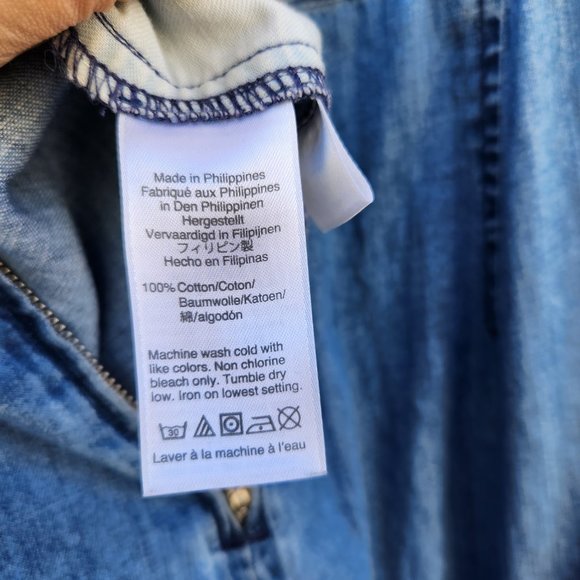 Made in Philippines
Fabriqué aux Philippines
in Den Philippinen
Hergestellt
Vervaardigd in Filipijnen
フィリピン製
Hecho en Filipinas
100% Cotton/Coton/
Baumwolle/Katoen/
綿/algodón
Machine wash cold with
like colors. Non chlorine
bleach only. Tumble dry
low. Iron on lowest setting.
30
Laver à la machine à l'eau